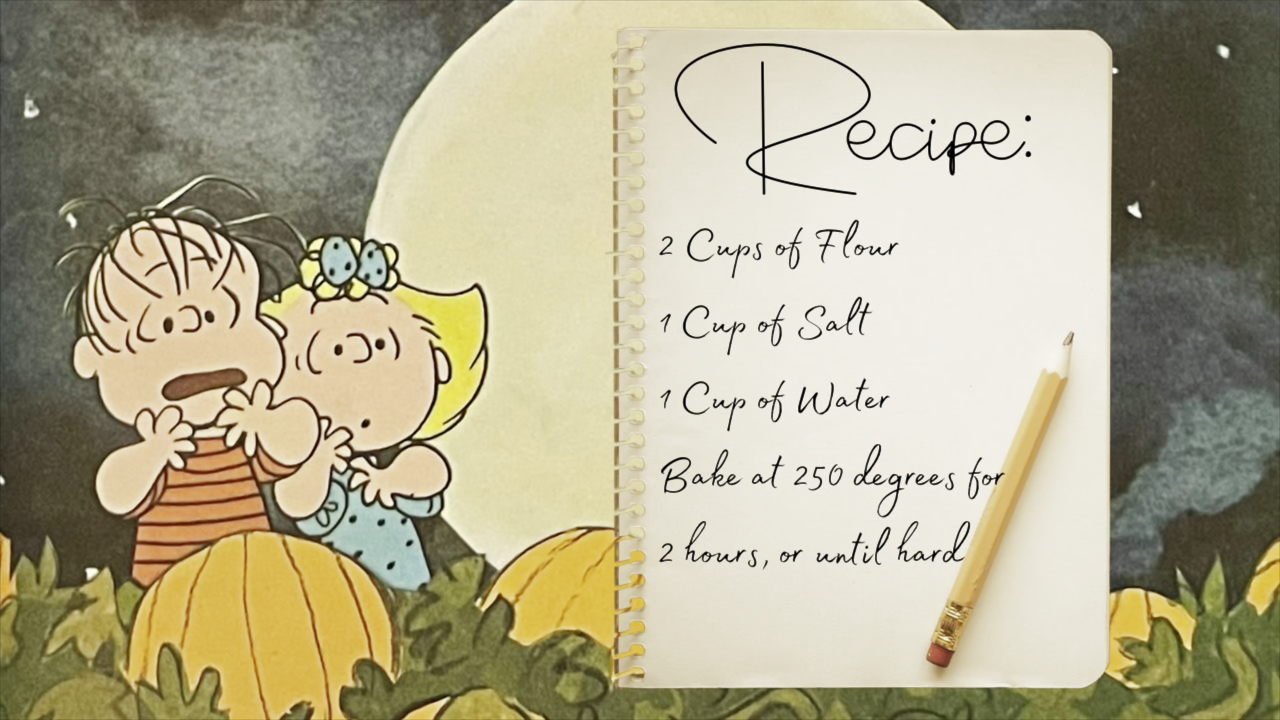 Recipe:
2 Cups of Flour
1 Cup of Salt
1 Cup of Water
Bake at 250 degrees for
2 hours, or until hard